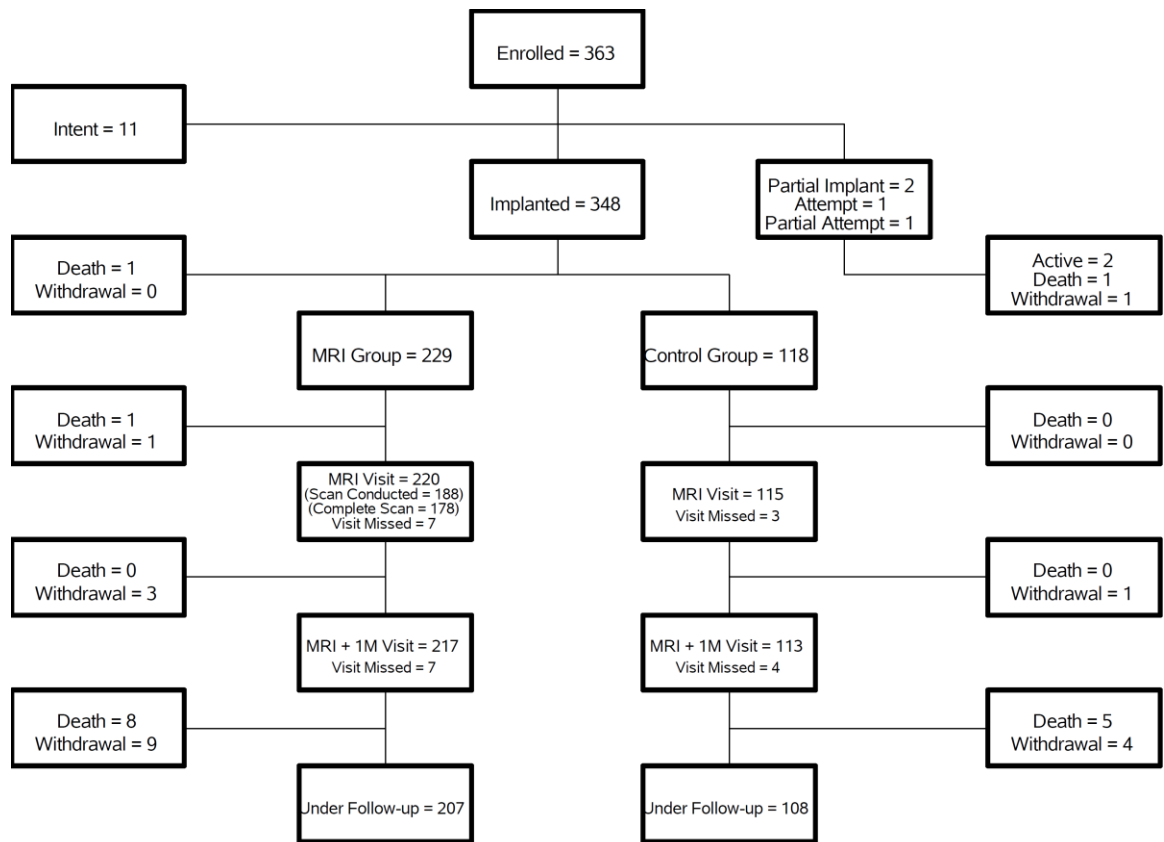 Enrolled = 363
Intent = 11
Implanted = 348
Partial Implant = 2
Attempt = 1
Partial Attempt = 1
Death = 1
Withdrawal = 0
Active = 2
Death = 1
Withdrawal = 1
MRI Group = 229
Control Group = 118
Death = 1
Withdrawal = 1
Death = 0
Withdrawal = 0
MRI Visit = 220
(Scan Conducted = 188)
(Complete Scan = 178)
Visit Missed = 7
MRI Visit = 115
Visit Missed = 3
Death = 0
Withdrawal = 3
Death = 0
Withdrawal = 1
MRI + 1M Visit = 217
Visit Missed = 7
MRI + 1M Visit = 113
Visit Missed = 4
Death = 8
Withdrawal = 9
Death = 5
Withdrawal = 4
Under Follow-up = 207
Under Follow-up = 108